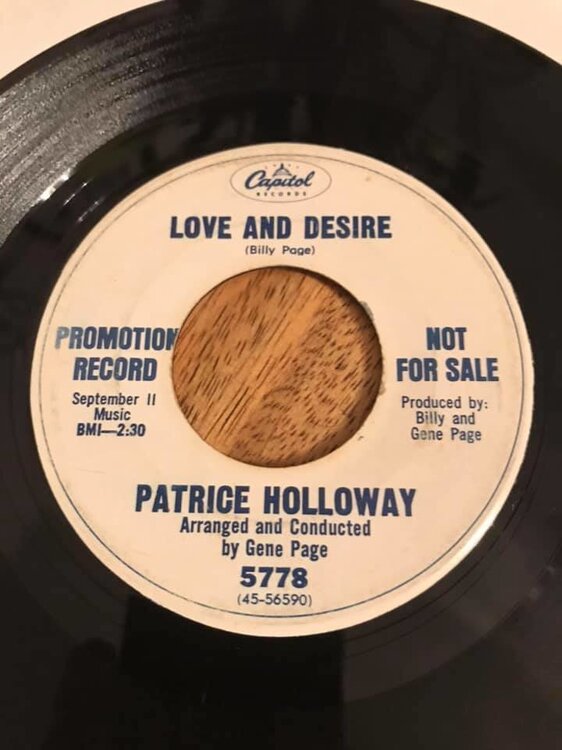 Capitol
RECORDS
LOVE AND DESIRE
(Billy Page)
PROMOTION
RECORD
September 11
Music
BMI—2:30
NOT
FOR SALE
Produced by:
Billy and
Gene Page
PATRICE HOLLOWAY
Arranged and Conducted
by Gene Page
5778
(45-56590)